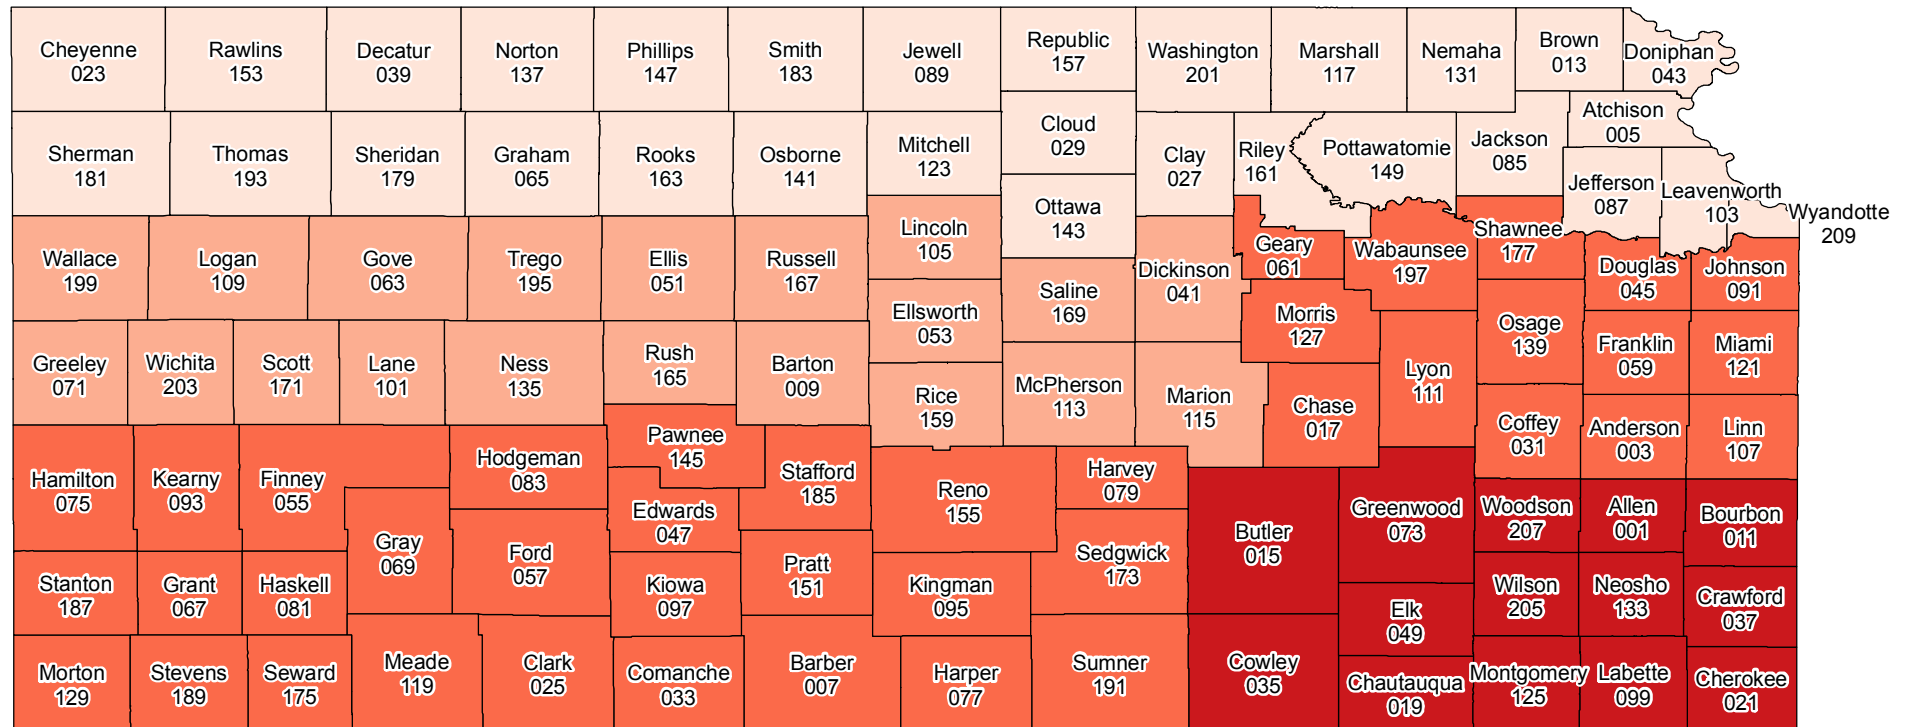 Cheyenne
023
Rawlins
153
Decatur
039
Norton
137
Phillips
147
Smith
183
Jewell
089
Republic
157
Washington
201
Marshall
117
Nemaha
131
Brown
013
Doniphan
043
Sherman
181
Thomas
193
Sheridan
179
Graham
065
Rooks
163
Osborne
141
Mitchell
123
Cloud
029
Clay
027
Riley
161
Pottawatomie
149
Jackson
085
Atchison
005
Jefferson
087
Leavenworth
103
Wyandotte
209
Ottawa
143
Wallace
199
Logan
109
Gove
063
Trego
195
Ellis
051
Russell
167
Lincoln
105
Ellsworth
053
Saline
169
Dickinson
041
Geary
061
Wabaunsee
197
Shawnee
177
Douglas
045
Johnson
091
Morris
127
Osage
139
Franklin
059
Miami
121
Greeley
071
Wichita
203
Scott
171
Lane
101
Ness
135
Rush
165
Barton
009
Rice
159
McPherson
113
Marion
115
Chase
017
Lyon
111
Coffey
031
Anderson
003
Linn
107
Hamilton
075
Kearny
093
Finney
055
Hodgeman
083
Pawnee
145
Stafford
185
Edwards
047
Reno
155
Harvey
079
Gray
069
Ford
057
Kiowa
097
Pratt
151
Kingman
095
Sedgwick
173
Butler
015
Greenwood
073
Woodson
207
Allen
001
Bourbon
011
Stanton
187
Grant
067
Haskell
081
Elk
049
Wilson
205
Neosho
133
Crawford
037
Morton
129
Stevens
189
Seward
175
Meade
119
Clark
025
Comanche
033
Barber
007
Harper
077
Sumner
191
Cowley
035
Chautauqua
019
Montgomery
125
Labette
099
Cherokee
021